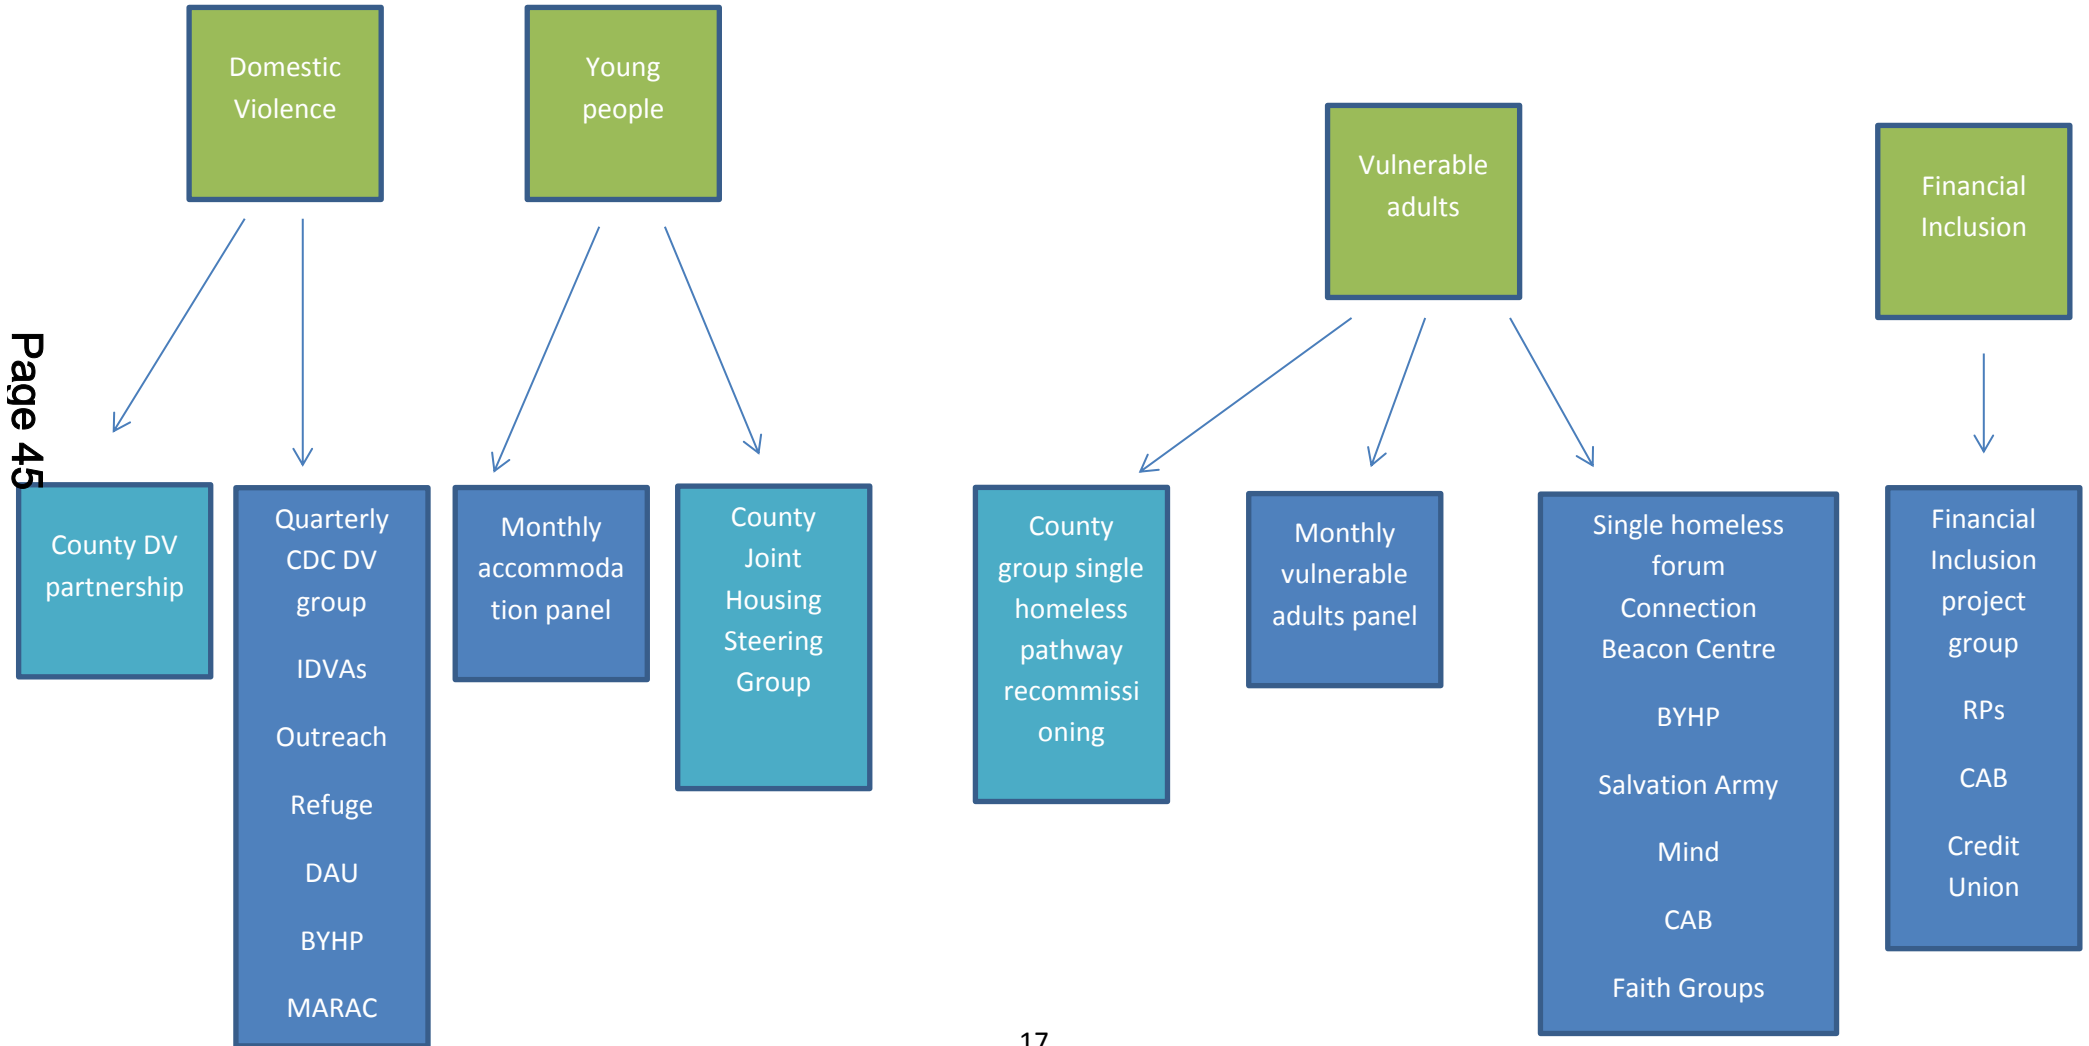 Domestic
Violence
Young
people
Vulnerable
adults
Financial
Inclusion
Page 45
County DV
partnership
Quarterly
CDC DV
group
IDVAs
Outreach
Refuge
DAU
BYHP
MARAC
Monthly
accommoda
tion panel
County
Joint
Housing
Steering
Group
County
group single
homeless
pathway
recommissi
oning
Monthly
vulnerable
adults panel
Single homeless
forum
Connection
Beacon Centre
BYHP
Salvation Army
Mind
CAB
Faith Groups
Financial
Inclusion
project
group
RPs
CAB
Credit
Union
17